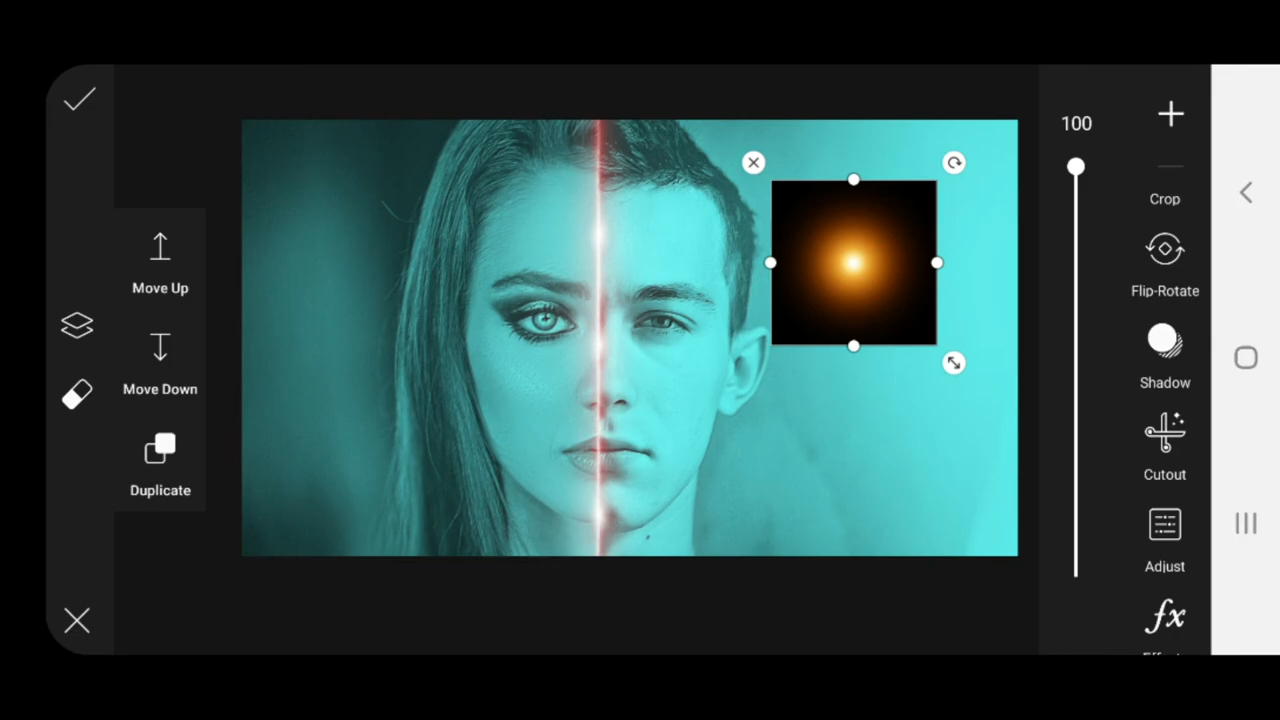 Move Up
Move Down
Duplicate
100
Crop
Flip-Rotate
Shadow
Cutout
Adjust
fx